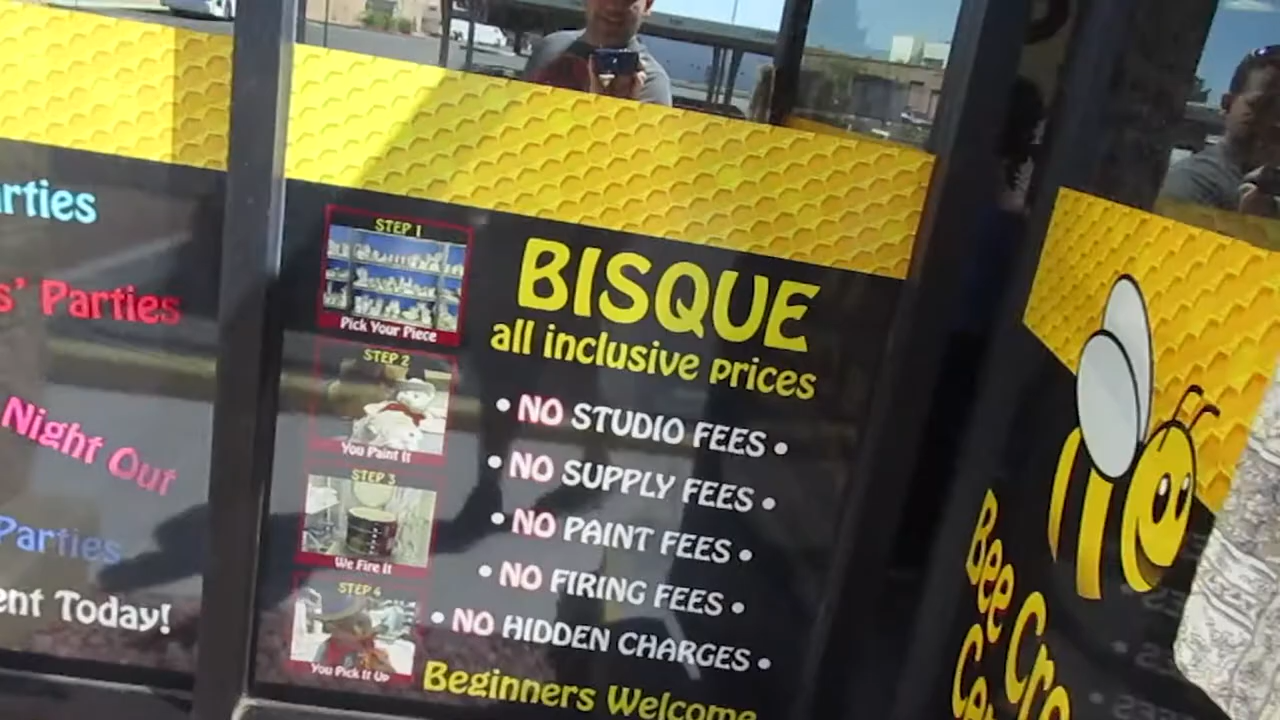 arties
s' Parties
Night Out
Parties
ent Today!
STEP 1
Pick Your Piece
STEP 2
You Paint It
STEP 3
We Fire It
STEP 4
You Pick It Up
BISQUE
all inclusive prices
• NO STUDIO FEES •
• NO SUPPLY FEES •
• NO PAINT FEES •
• NO FIRING FEES •
• NO HIDDEN CHARGES •
Beginners Welcome
Bee Cre
Cer